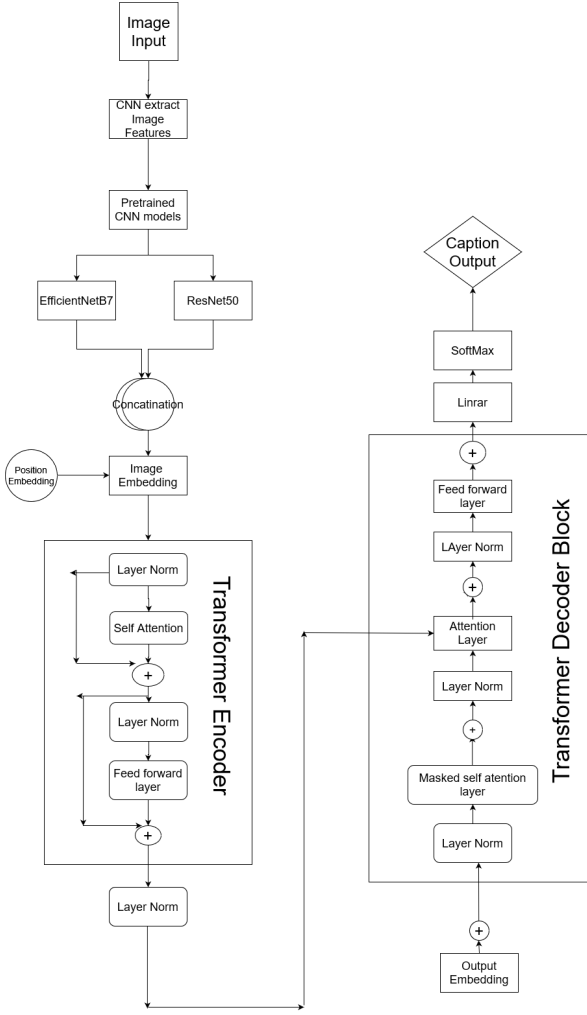 Image
Input
CNN extract
Image
Features
Pretrained
CNN models
EfficientNetB7
ResNet50
Concatination
Position
Embedding
Image
Embedding
Layer Norm
Self Attention
+
Layer Norm
Feed forward
layer
+
Transformer Encoder
Layer Norm
Caption
Output
SoftMax
Linrar
+
Feed forward
layer
LAyer Norm
+
Attention
Layer
Layer Norm
+
Masked self atention
layer
Layer Norm
Transformer Decoder Block
+
Output
Embedding